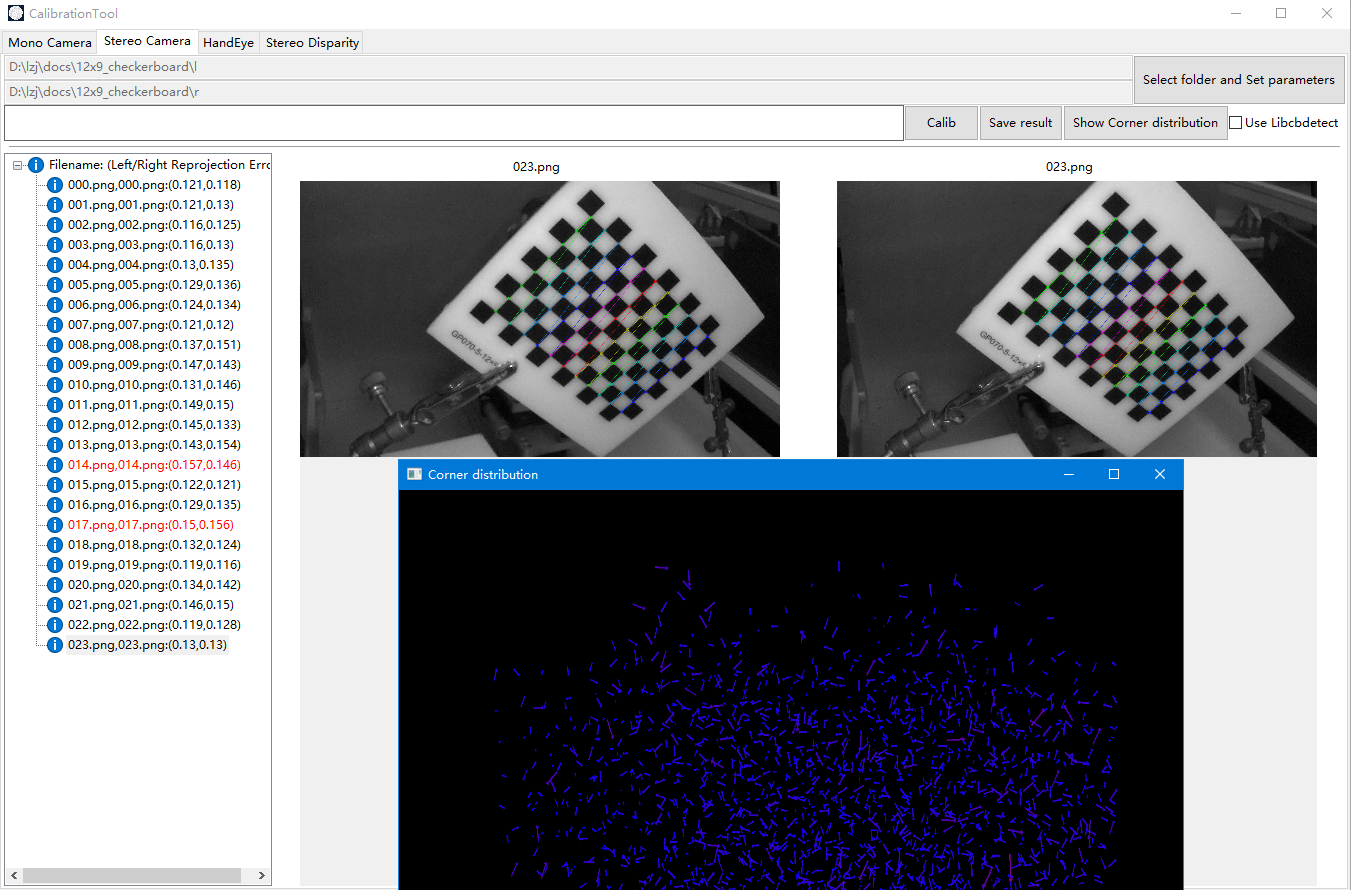 CalibrationTool
Mono Camera Stereo Camera HandEye Stereo Disparity
D:\lzj\docs\12x9_checkerboard\l
D:\lzj\docs\12x9_checkerboard\r
Select folder and Set parameters
Calib Save result Show Corner distribution Use Libcbdetect
Filename: (Left/Right Reprojection Erro
000.png,000.png:(0.121,0.118)
001.png,001.png:(0.121,0.13)
002.png,002.png:(0.116,0.125)
003.png,003.png:(0.116,0.13)
004.png,004.png:(0.13,0.135)
005.png,005.png:(0.129,0.136)
006.png,006.png:(0.124,0.134)
007.png,007.png:(0.121,0.12)
008.png,008.png:(0.137,0.151)
009.png,009.png:(0.147,0.143)
010.png,010.png:(0.131,0.146)
011.png,011.png:(0.149,0.15)
012.png,012.png:(0.145,0.133)
013.png,013.png:(0.143,0.154)
014.png,014.png:(0.157,0.146)
015.png,015.png:(0.122,0.121)
016.png,016.png:(0.129,0.135)
017.png,017.png:(0.15,0.156)
018.png,018.png:(0.132,0.124)
019.png,019.png:(0.119,0.116)
020.png,020.png:(0.134,0.142)
021.png,021.png:(0.146,0.15)
022.png,022.png:(0.119,0.128)
023.png,023.png:(0.13,0.13)
023.png
023.png
GP070-5-12×
GP070-5-12×
Corner distribution